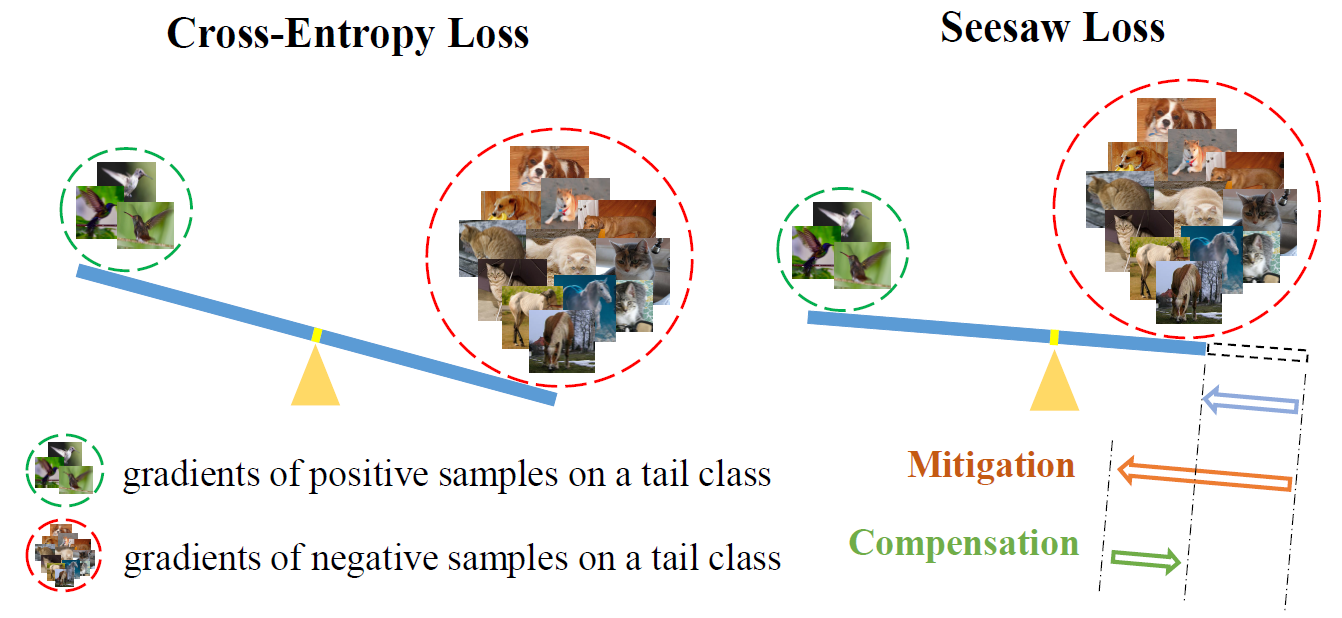 Cross-Entropy Loss
Seesaw Loss
gradients of positive samples on a tail class
gradients of negative samples on a tail class
Mitigation
Compensation